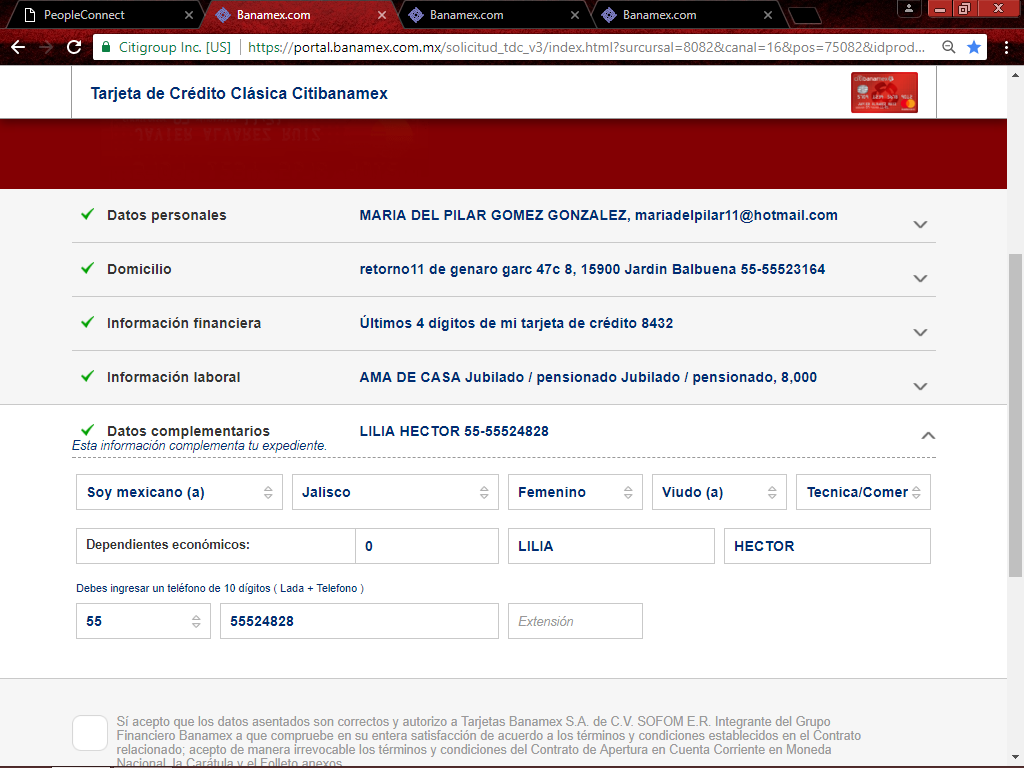 PeopleConnect
Banamex.com
Banamex.com
Banamex.com
Citigroup Inc. [US] https://portal.banamex.com.mx/solicitud_tdc_v3/index.html?sursursal=8082&canal=16&pos=75082&idprod...
Tarjeta de Crédito Clásica Citibanamex
Datos personales MARIA DEL PILAR GOMEZ GONZALEZ, mariadelpilar11@hotmail.com
Domicilio retorno11 de genaro garc 47c 8, 15900 Jardin Balbuena 55-55523164
Información financiera Últimos 4 dígitos de mi tarjeta de crédito 8432
Información laboral AMA DE CASA Jubilado / pensionado Jubilado / pensionado, 8,000
Datos complementarios LILIA HECTOR 55-55524828
Esta información complementa tu expediente.
Soy mexicano (a) Jalisco Femenino Viudo (a) Tecnica/Comer
Dependientes económicos: 0 LILIA HECTOR
Debes ingresar un teléfono de 10 dígitos ( Lada + Telefono )
55 55524828 Extensión
Sí acepto que los datos asentados son correctos y autorizo a Tarjetas Banamex S.A. de C.V. SOFOM E.R. Integrante del Grupo
Financiero Banamex a que compruebe en su entera satisfacción de acuerdo a los términos y condiciones establecidos en el Contrato
relacionado; acepto de manera irrevocable los términos y condiciones del Contrato de Apertura en Cuenta Corriente en Moneda
Nacional, la Carátula y el Folleto anexos